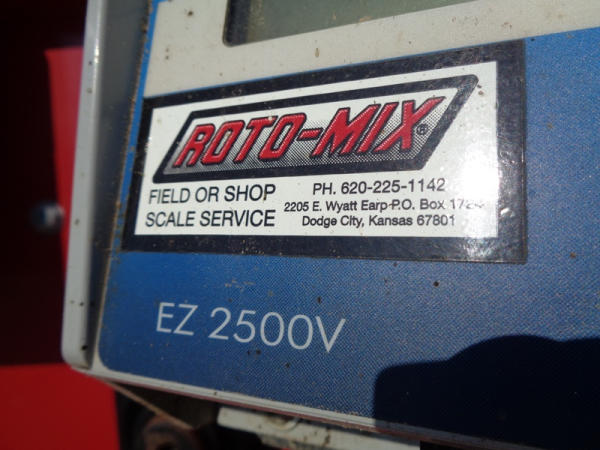 ROTO-MIX®
FIELD OR SHOP
SCALE SERVICE
PH. 620-225-1142
2205 E. Wyatt Earp-P.O. Box
Dodge City, Kansas 67801
EZ 2500V